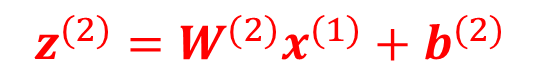 z⁽²⁾ = W⁽²⁾x⁽¹⁾ + b⁽²⁾